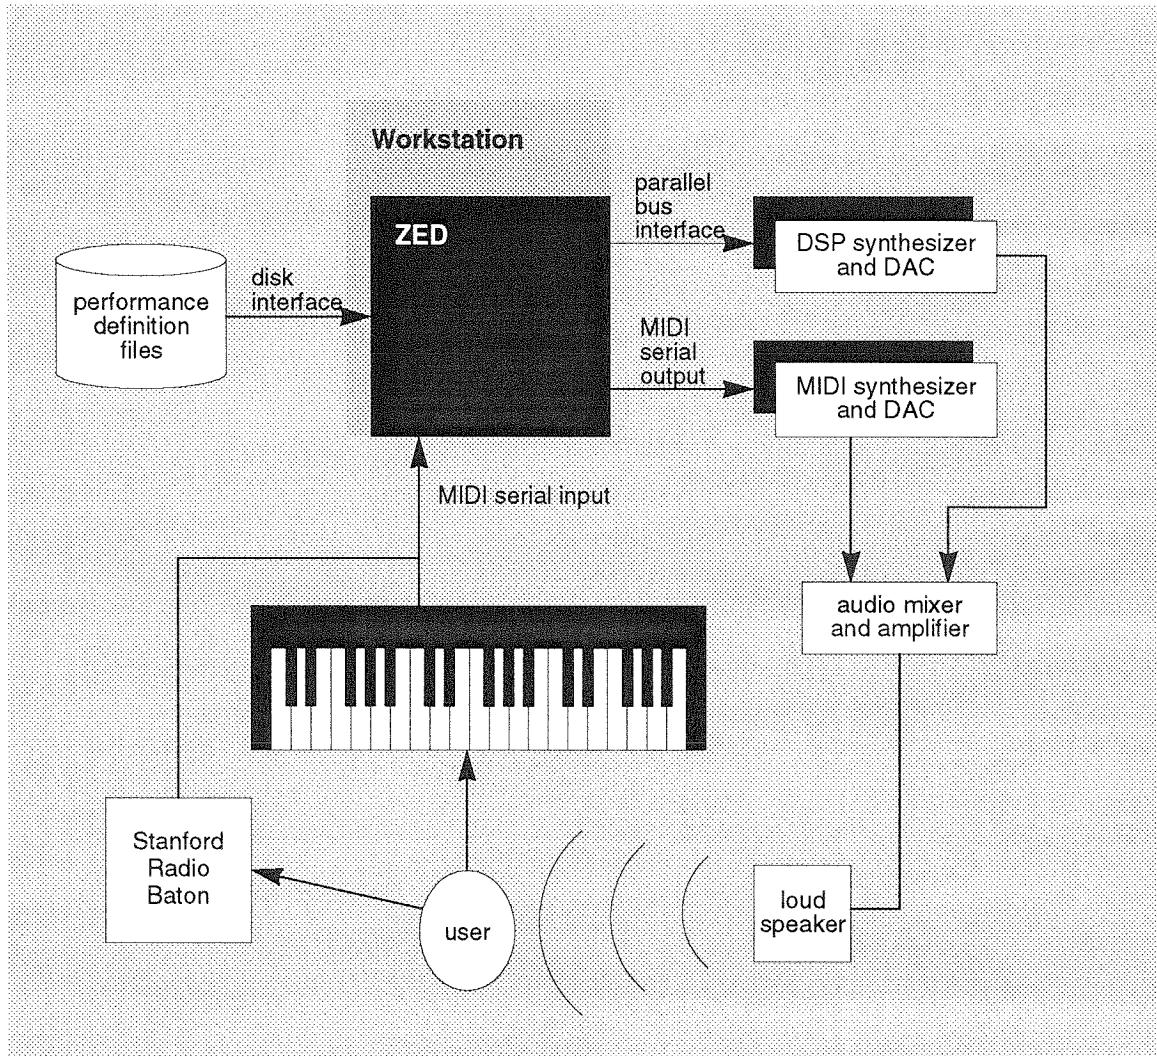 Workstation
ZED
parallel
bus
interface
DSP synthesizer
and DAC
performance
definition
files
disk
interface
MIDI
serial
output
MIDI synthesizer
and DAC
MIDI serial input
audio mixer
and amplifier
Stanford
Radio
Baton
user
loud
speaker